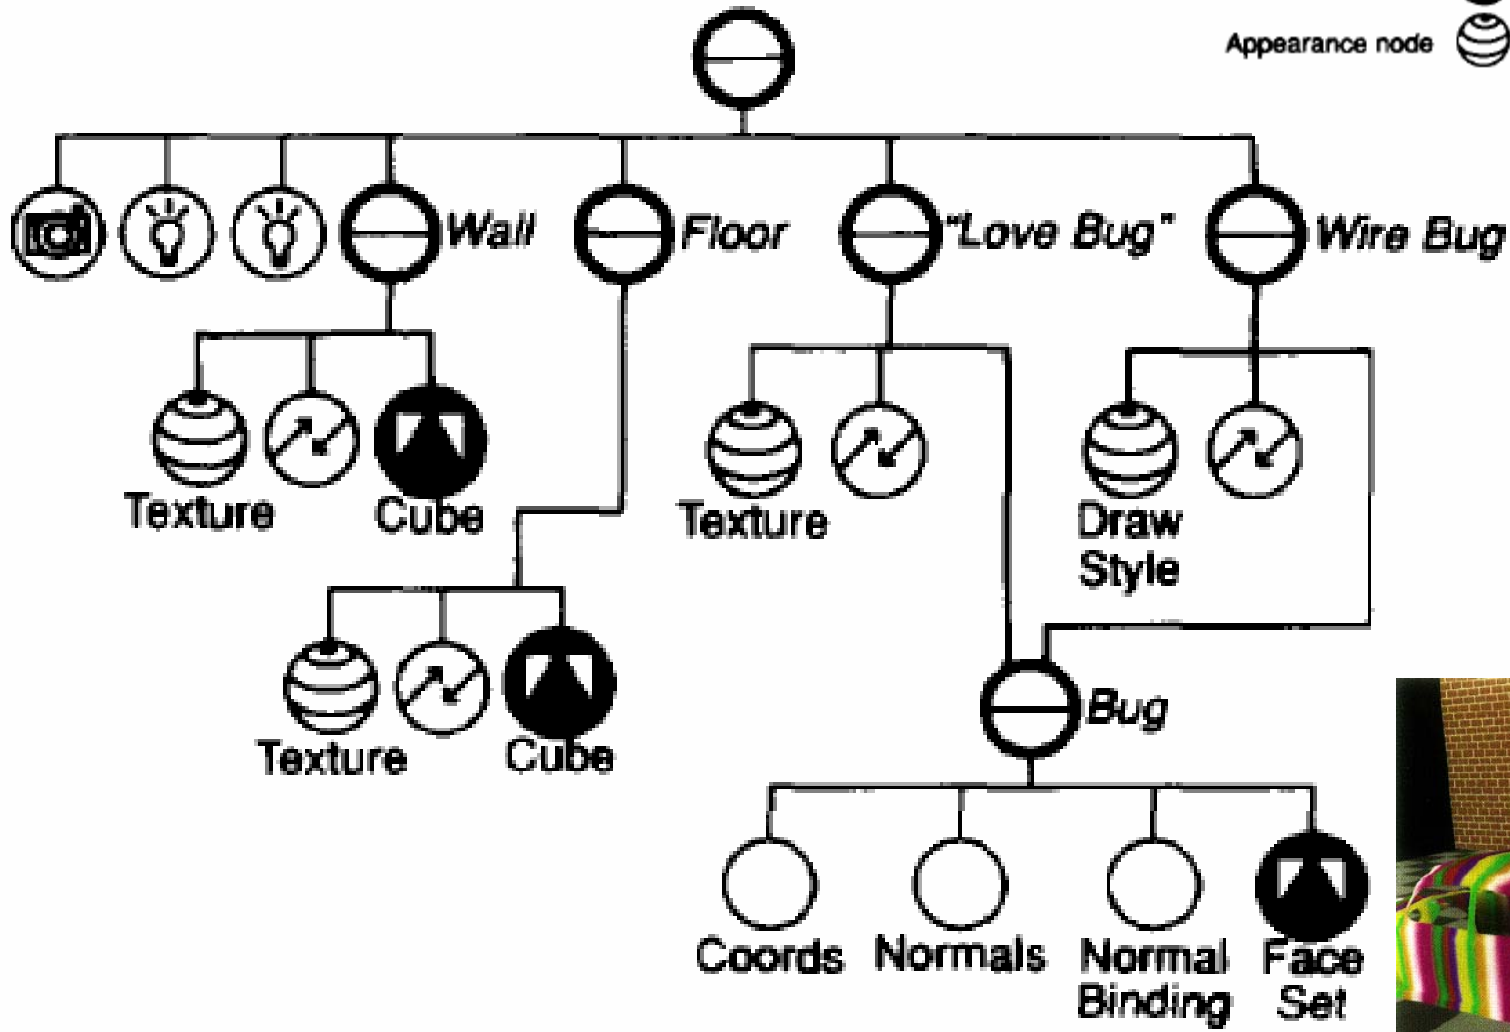 Appearance node
Wall
Floor
"Love Bug"
Wire Bug
Texture
Cube
Texture
Draw
Style
Texture
Cube
Bug
Coords
Normals
Normal
Binding
Face
Set